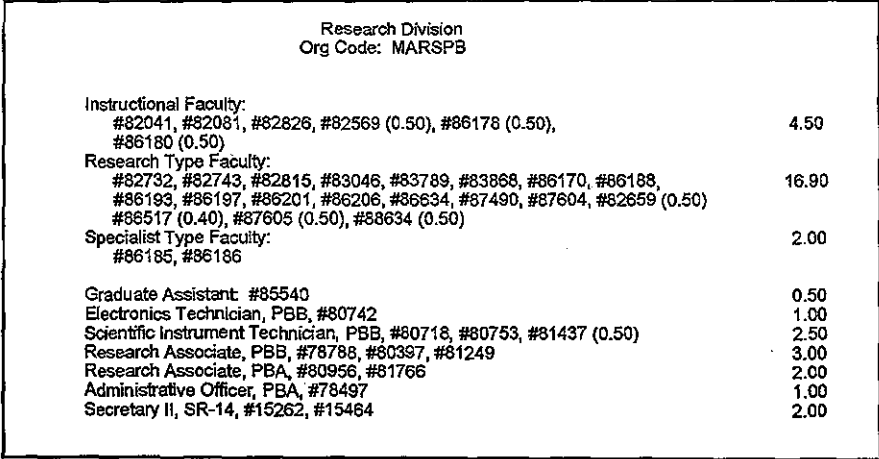 Research Division
Org Code: MARSPB
Instructional Faculty:
#82041, #82081, #82826, #82569 (0.50), #86178 (0.50), 4.50
#86180 (0.50)
Research Type Faculty:
#82732, #82743, #82815, #83046, #83789, #83868, #86170, #86188, 16.90
#86193, #86197, #86201, #86206, #86634, #87490, #87604, #82659 (0.50)
#86517 (0.40), #87605 (0.50), #88634 (0.50)
Specialist Type Faculty: 2.00
#86185, #86186
Graduate Assistant #85540 0.50
Electronics Technician, PBB, #80742 1.00
Scientific Instrument Technician, PBB, #80718, #80753, #81437 (0.50) 2.50
Research Associate, PBB, #78788, #80397, #81249 3.00
Research Associate, PBA, #80956, #81766 2.00
Administrative Officer, PBA, #78497 1.00
Secretary II, SR-14, #15262, #15464 2.00